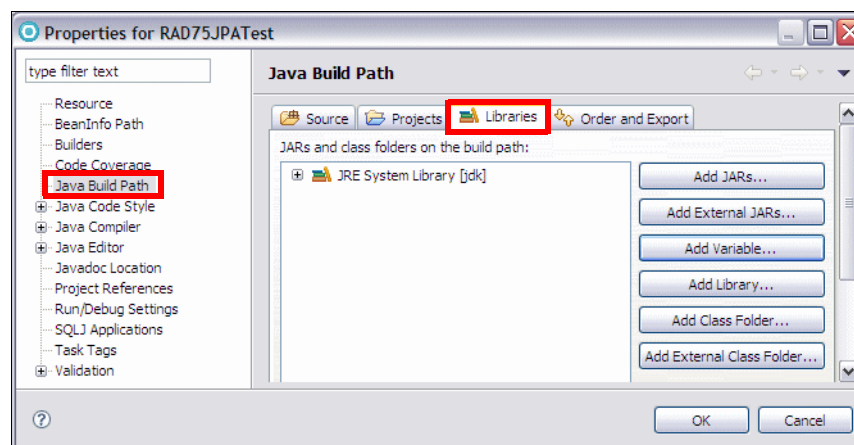 Properties for RAD75JPATest
type filter text
Resource
BeanInfo Path
Builders
Code Coverage
Java Build Path
Java Code Style
Java Compiler
Java Editor
Javadoc Location
Project References
Run/Debug Settings
SQLJ Applications
Task Tags
Validation
Java Build Path
Source Projects Libraries Order and Export
JARs and class folders on the build path:
JRE System Library [jdk]
Add JARs...
Add External JARs...
Add Variable...
Add Library...
Add Class Folder...
Add External Class Folder...
OK Cancel